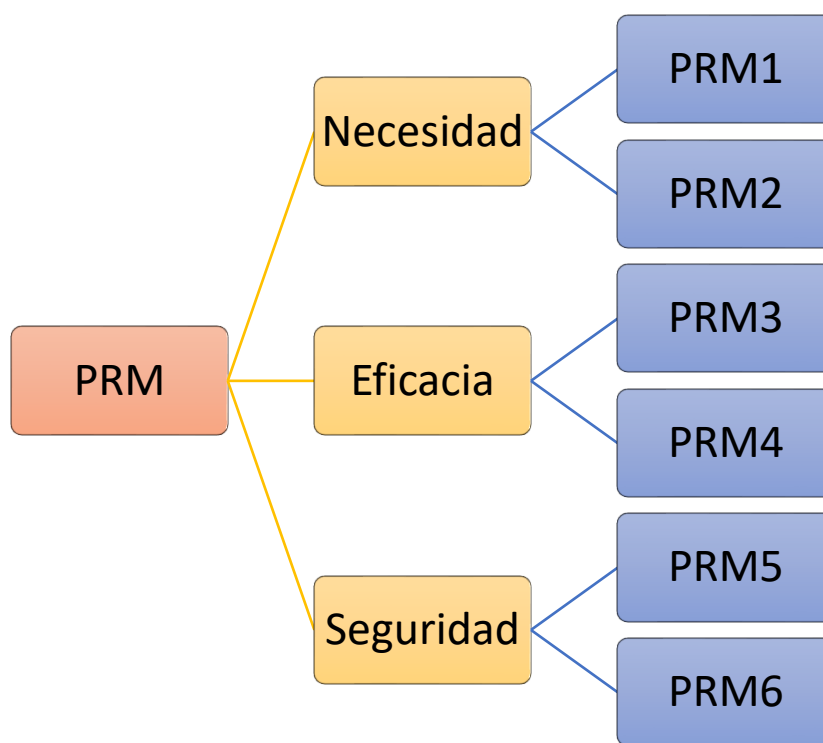 PRM
Necesidad
PRM1
PRM2
Eficacia
PRM3
PRM4
Seguridad
PRM5
PRM6